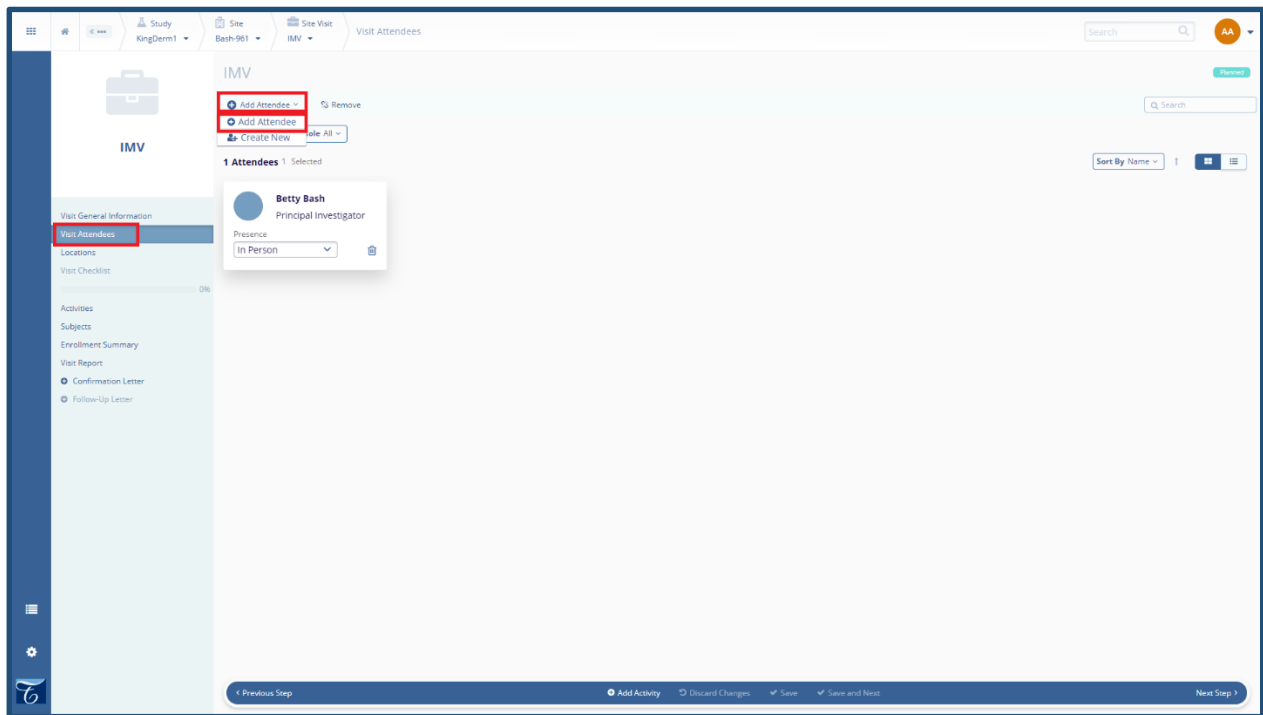 Study
KingDerm1
Site
Bash-961
Site Visit
IMV
Visit Attendees
Search
AA
IMV
Planned
Add Attendee
Remove
Search
Add Attendee
Create New
ole All
IMV
1 Attendees 1 Selected
Sort By Name
Betty Bash
Principal Investigator
Presence
In Person
Visit General Information
Visit Attendees
Locations
Visit Checklist
0%
Activities
Subjects
Enrollment Summary
Visit Report
Confirmation Letter
Follow-Up Letter
Previous Step
Add Activity
Discard Changes
Save
Save and Next
Next Step